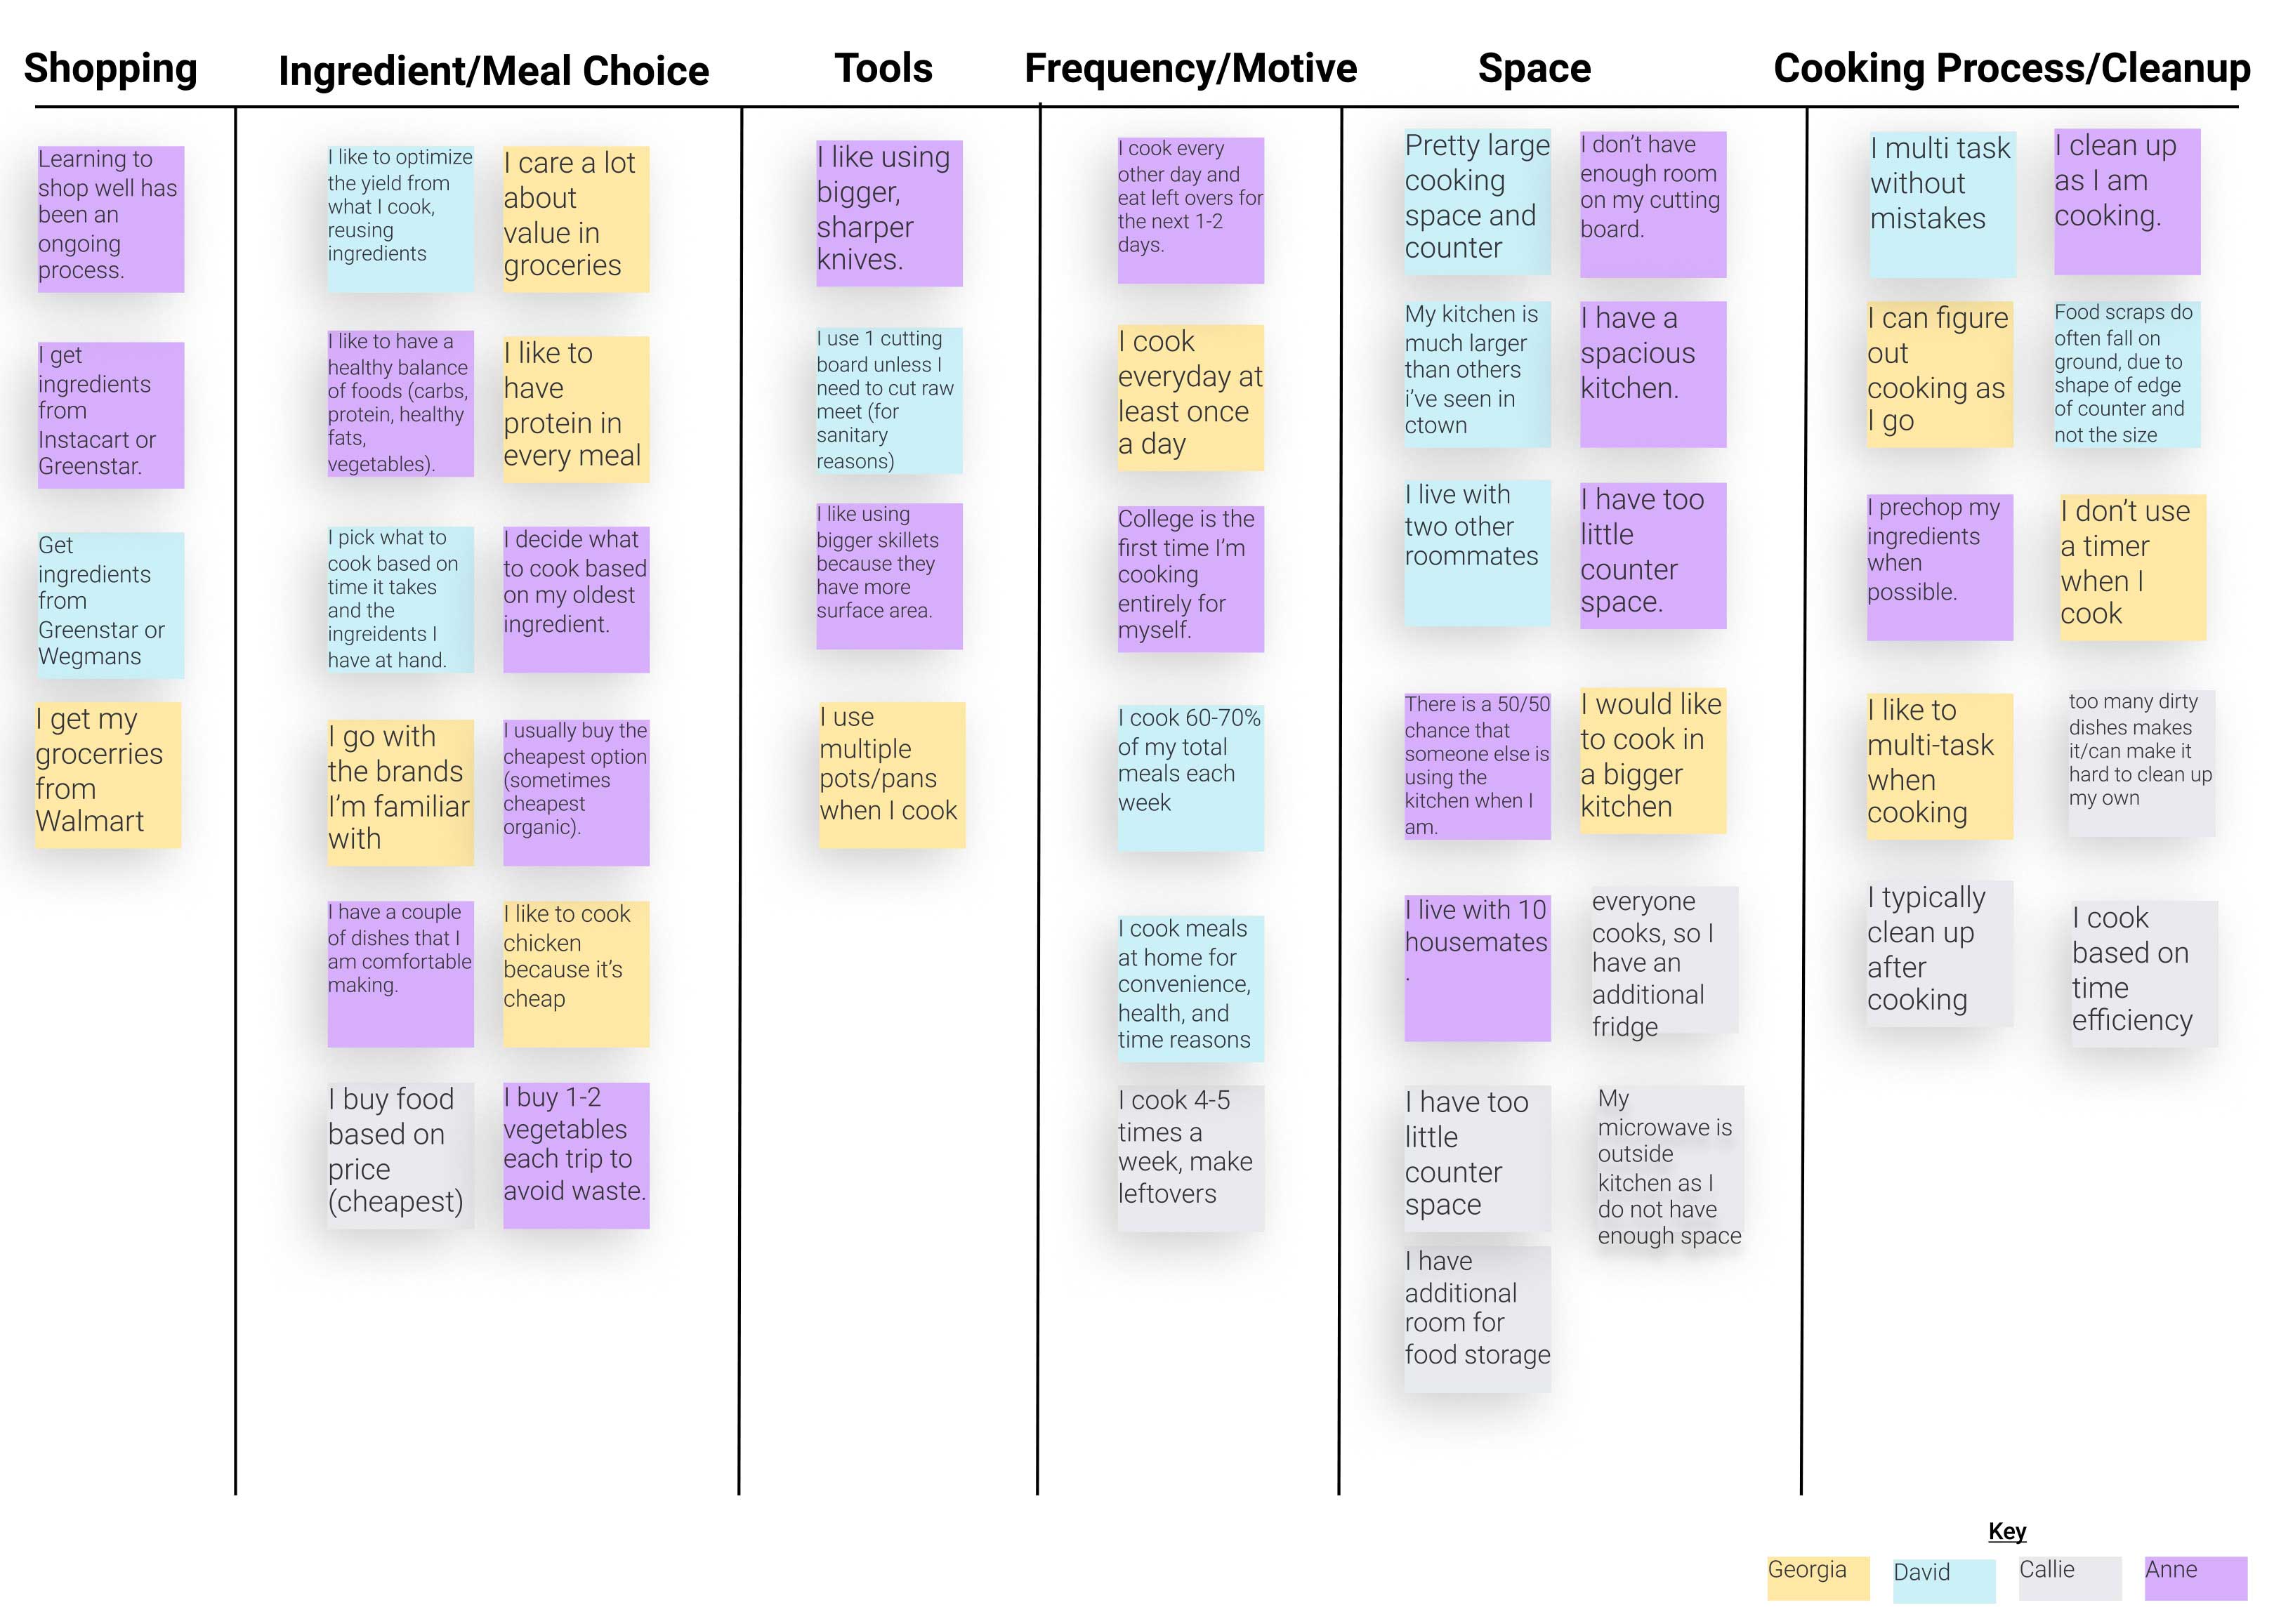 Shopping
Ingredient/Meal Choice
Tools
Frequency/Motive
Space
Cooking Process/Cleanup
Learning to
shop well has
been an
ongoing
process.
I get
ingredients
from
Instacart or
Greenstar.
Get
ingredients
from
Greenstar or
Wegmans
I get my
grocerries
from
Walmart
I like to optimize
the yield from
what I cook,
reusing
ingredients
I care a lot
about
value in
groceries
I like to have a
healthy balance
of foods (carbs,
protein, healthy
fats,
vegetables).
I like to
have
protein in
every meal
I pick what to
cook based on
time it takes
and the
ingreidents I
have at hand.
I decide what
to cook based
on my oldest
ingredient.
I go with
the brands
I'm familiar
with
I usually buy the
cheapest option
(sometimes
cheapest
organic).
I have a couple
of dishes that I
am comfortable
making.
I like to cook
chicken
because it's
cheap
I buy food
based on
price
(cheapest)
I buy 1-2
vegetables
each trip to
avoid waste.
I like using
bigger,
sharper
knives.
I use 1 cutting
board unless I
need to cut raw
meet (for
sanitary
reasons)
I like using
bigger skillets
because they
have more
surface area.
I use
multiple
pots/pans
when I cook
I cook every
other day and
eat left overs for
the next 1-2
days.
I cook
everyday at
least once
a day
College is the
first time I'm
cooking
entirely for
myself.
I cook 60-70%
of my total
meals each
week
I cook meals
at home for
convenience,
health, and
time reasons
I cook 4-5
times a
week, make
leftovers
Pretty large
cooking
space and
counter
I don't have
enough room
on my cutting
board.
My kitchen is
much larger
than others
i've seen in
ctown
I have a
spacious
kitchen.
I live with
two other
roommates
I have too
little
counter
space.
There is a 50/50
chance that
someone else is
using the
kitchen when I
am.
I would like
to cook in
a bigger
kitchen
I live with 10
housemates
.
everyone
cooks, so I
have an
additional
fridge
I have too
little
counter
space
My
microwave is
outside
kitchen as I
do not have
enough space
I have
additional
room for
food storage
I multi task
without
mistakes
I clean up
as I am
cooking.
I can figure
out
cooking as
I go
Food scraps do
often fall on
ground, due to
shape of edge
of counter and
not the size
I prechop my
ingredients
when
possible.
I don't use
a timer
when I
cook
I like to
multi-task
when
cooking
too many dirty
dishes makes
it/can make it
hard to clean up
my own
I typically
clean up
after
cooking
I cook
based on
time
efficiency
Key
Georgia
David
Callie
Anne